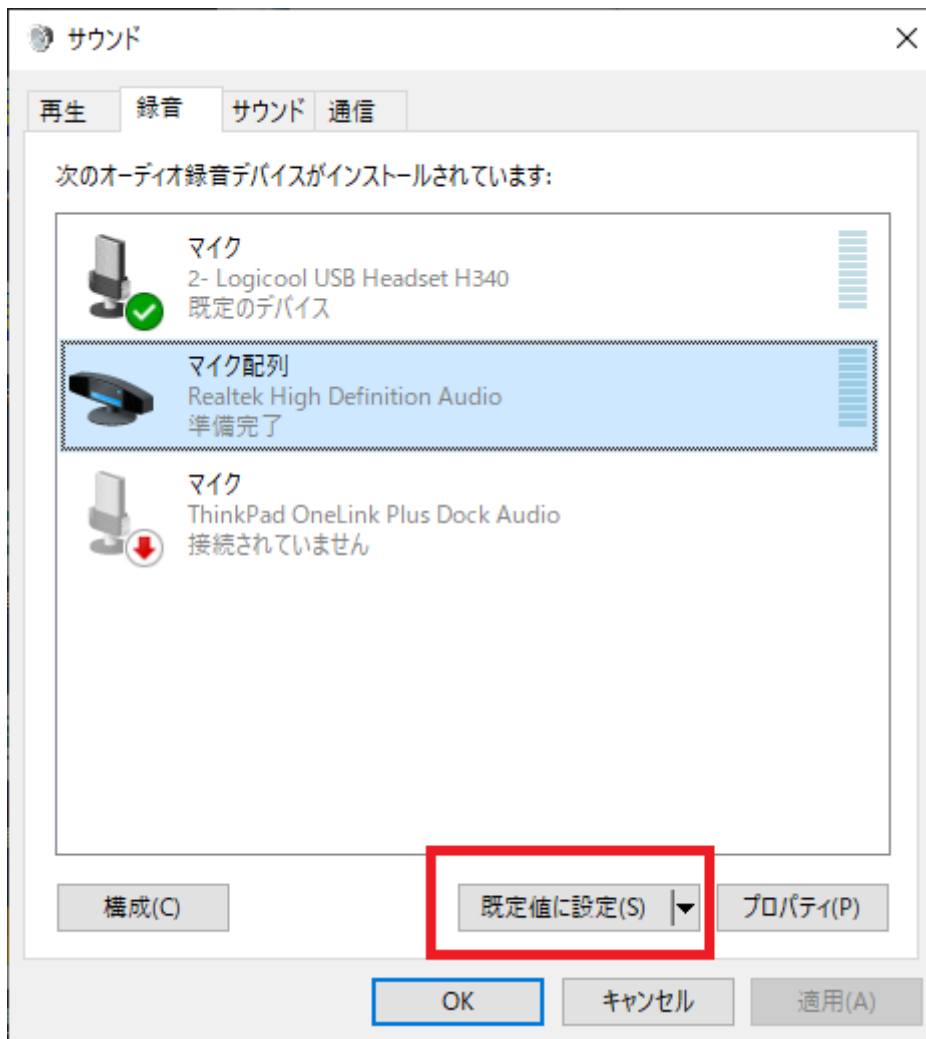 サウンド
再生 録音 サウンド 通信
次のオーディオ録音デバイスがインストールされています:
マイク
2- Logicool USB Headset H340
既定のデバイス
マイク配列
Realtek High Definition Audio
準備完了
マイク
ThinkPad OneLink Plus Dock Audio
接続されていません
構成(C) 既定値に設定(S) プロパティ(P)
OK キャンセル 適用(A)